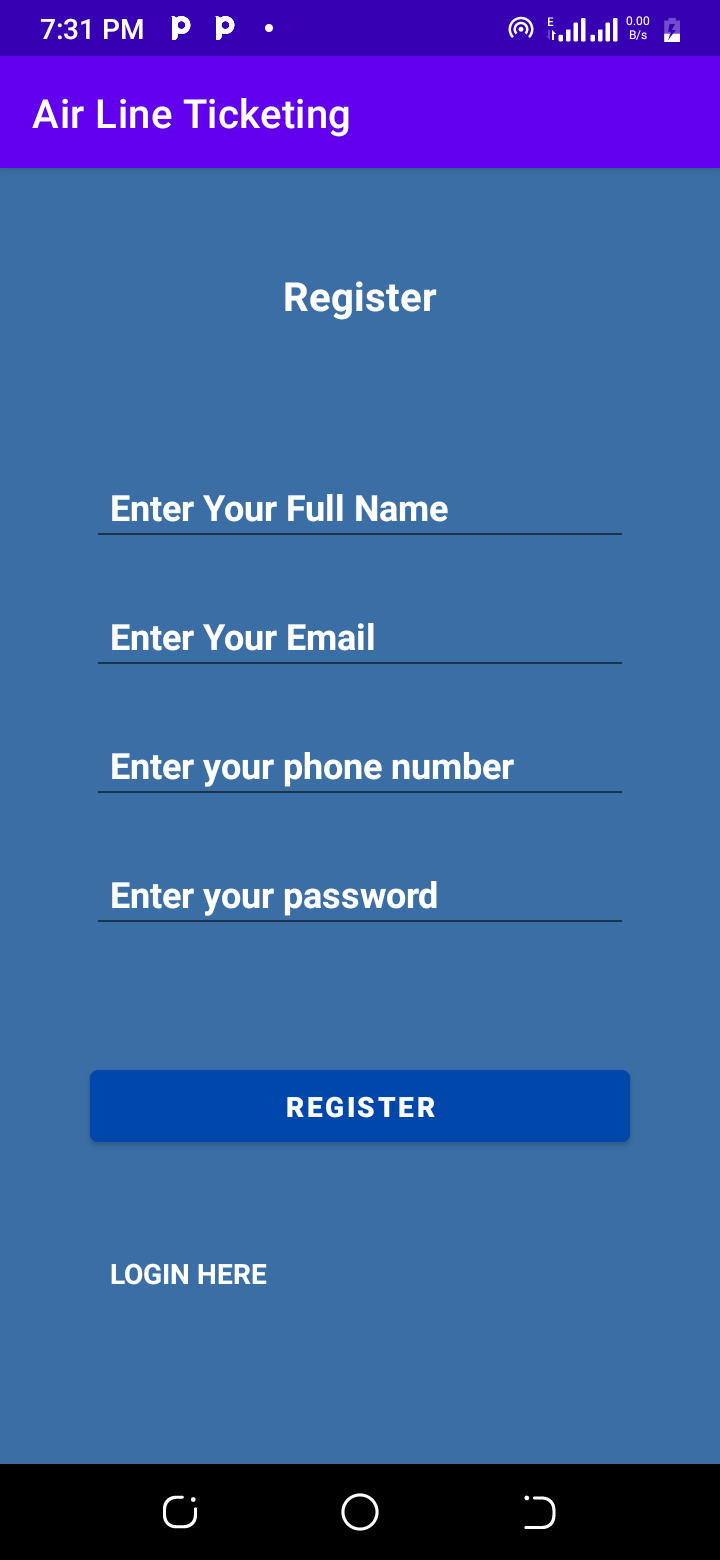 7:31 PM
E
0.00
B/s
Air Line Ticketing
Register
Enter Your Full Name
Enter Your Email
Enter your phone number
Enter your password
REGISTER
LOGIN HERE